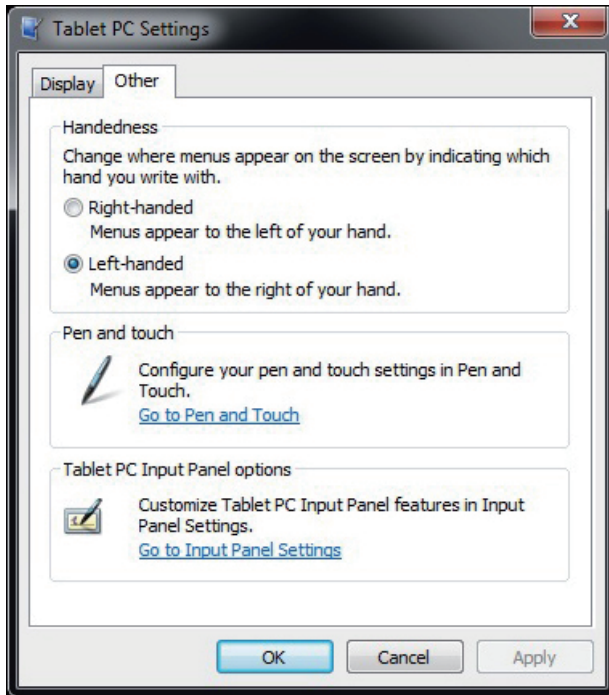 Tablet PC Settings
Display
Other
Handedness
Change where menus appear on the screen by indicating which
hand you write with.
Right-handed
Menus appear to the left of your hand.
Left-handed
Menus appear to the right of your hand.
Pen and touch
Configure your pen and touch settings in Pen and
Touch.
Go to Pen and Touch
Tablet PC Input Panel options
Customize Tablet PC Input Panel features in Input
Panel Settings.
Go to Input Panel Settings
OK
Cancel
Apply